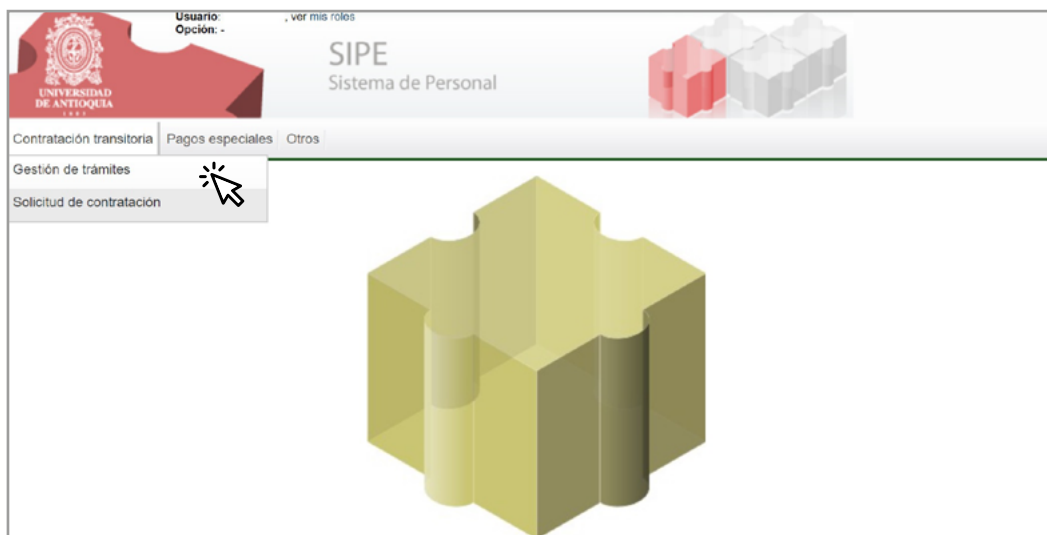 Usuario: , ver mis roles
Opción: -
UNIVERSIDAD
DE ANTIOQUIA
1803
SIPE
Sistema de Personal
Contratación transitoria Pagos especiales Otros
Gestión de trámites
Solicitud de contratación